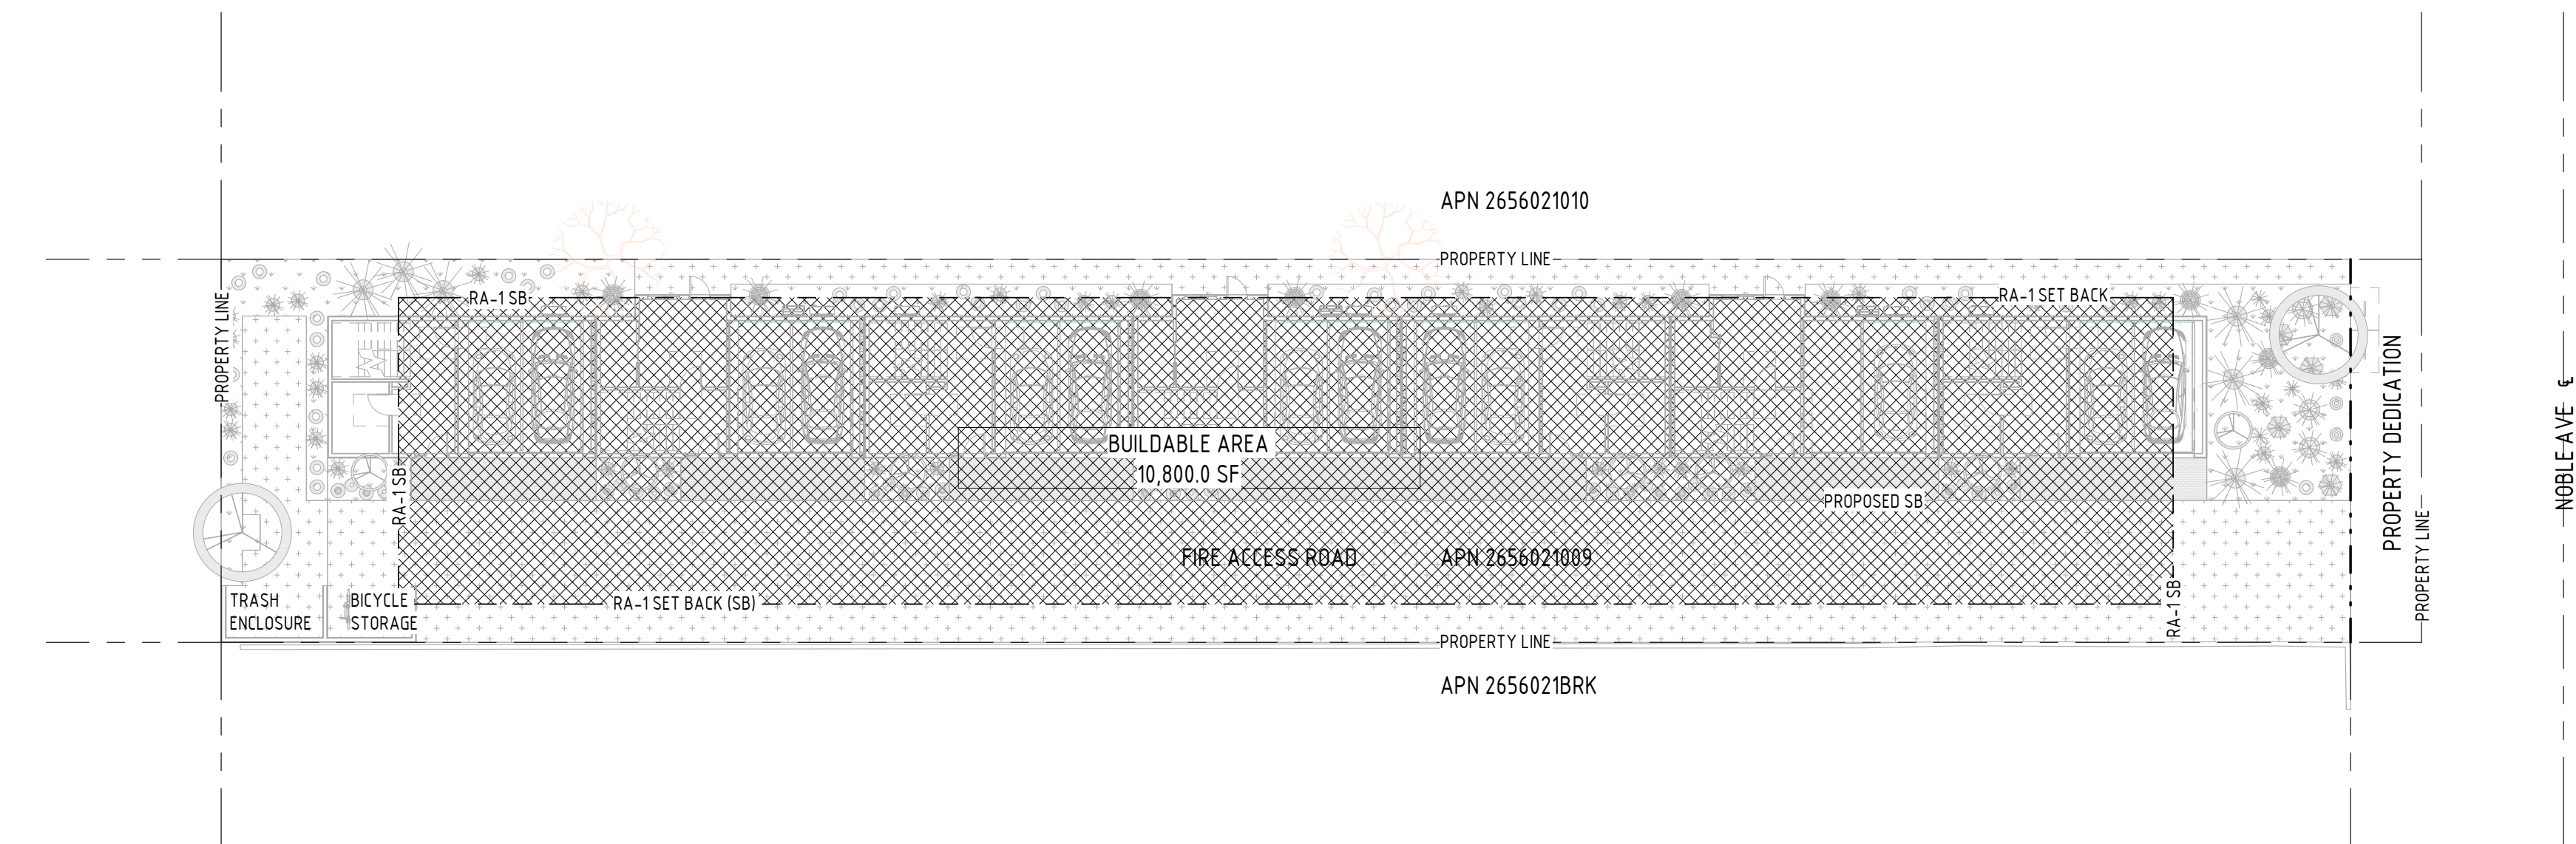 APN 2656021010
PROPERTY LINE
RA-1 SB
RA-1 SET BACK
PROPERTY LINE
BUILDABLE AREA
10,800.0 SF
RA-1 SB
PROPOSED SB
FIRE ACCESS ROAD
APN 2656021009
TRASH
ENCLOSURE
BICYCLE
STORAGE
RA-1 SET BACK (SB)
RA-1 SB
PROPERTY LINE
APN 2656021BRK
PROPERTY DEDICATION
PROPERTY LINE
NOBLE AVE ℄